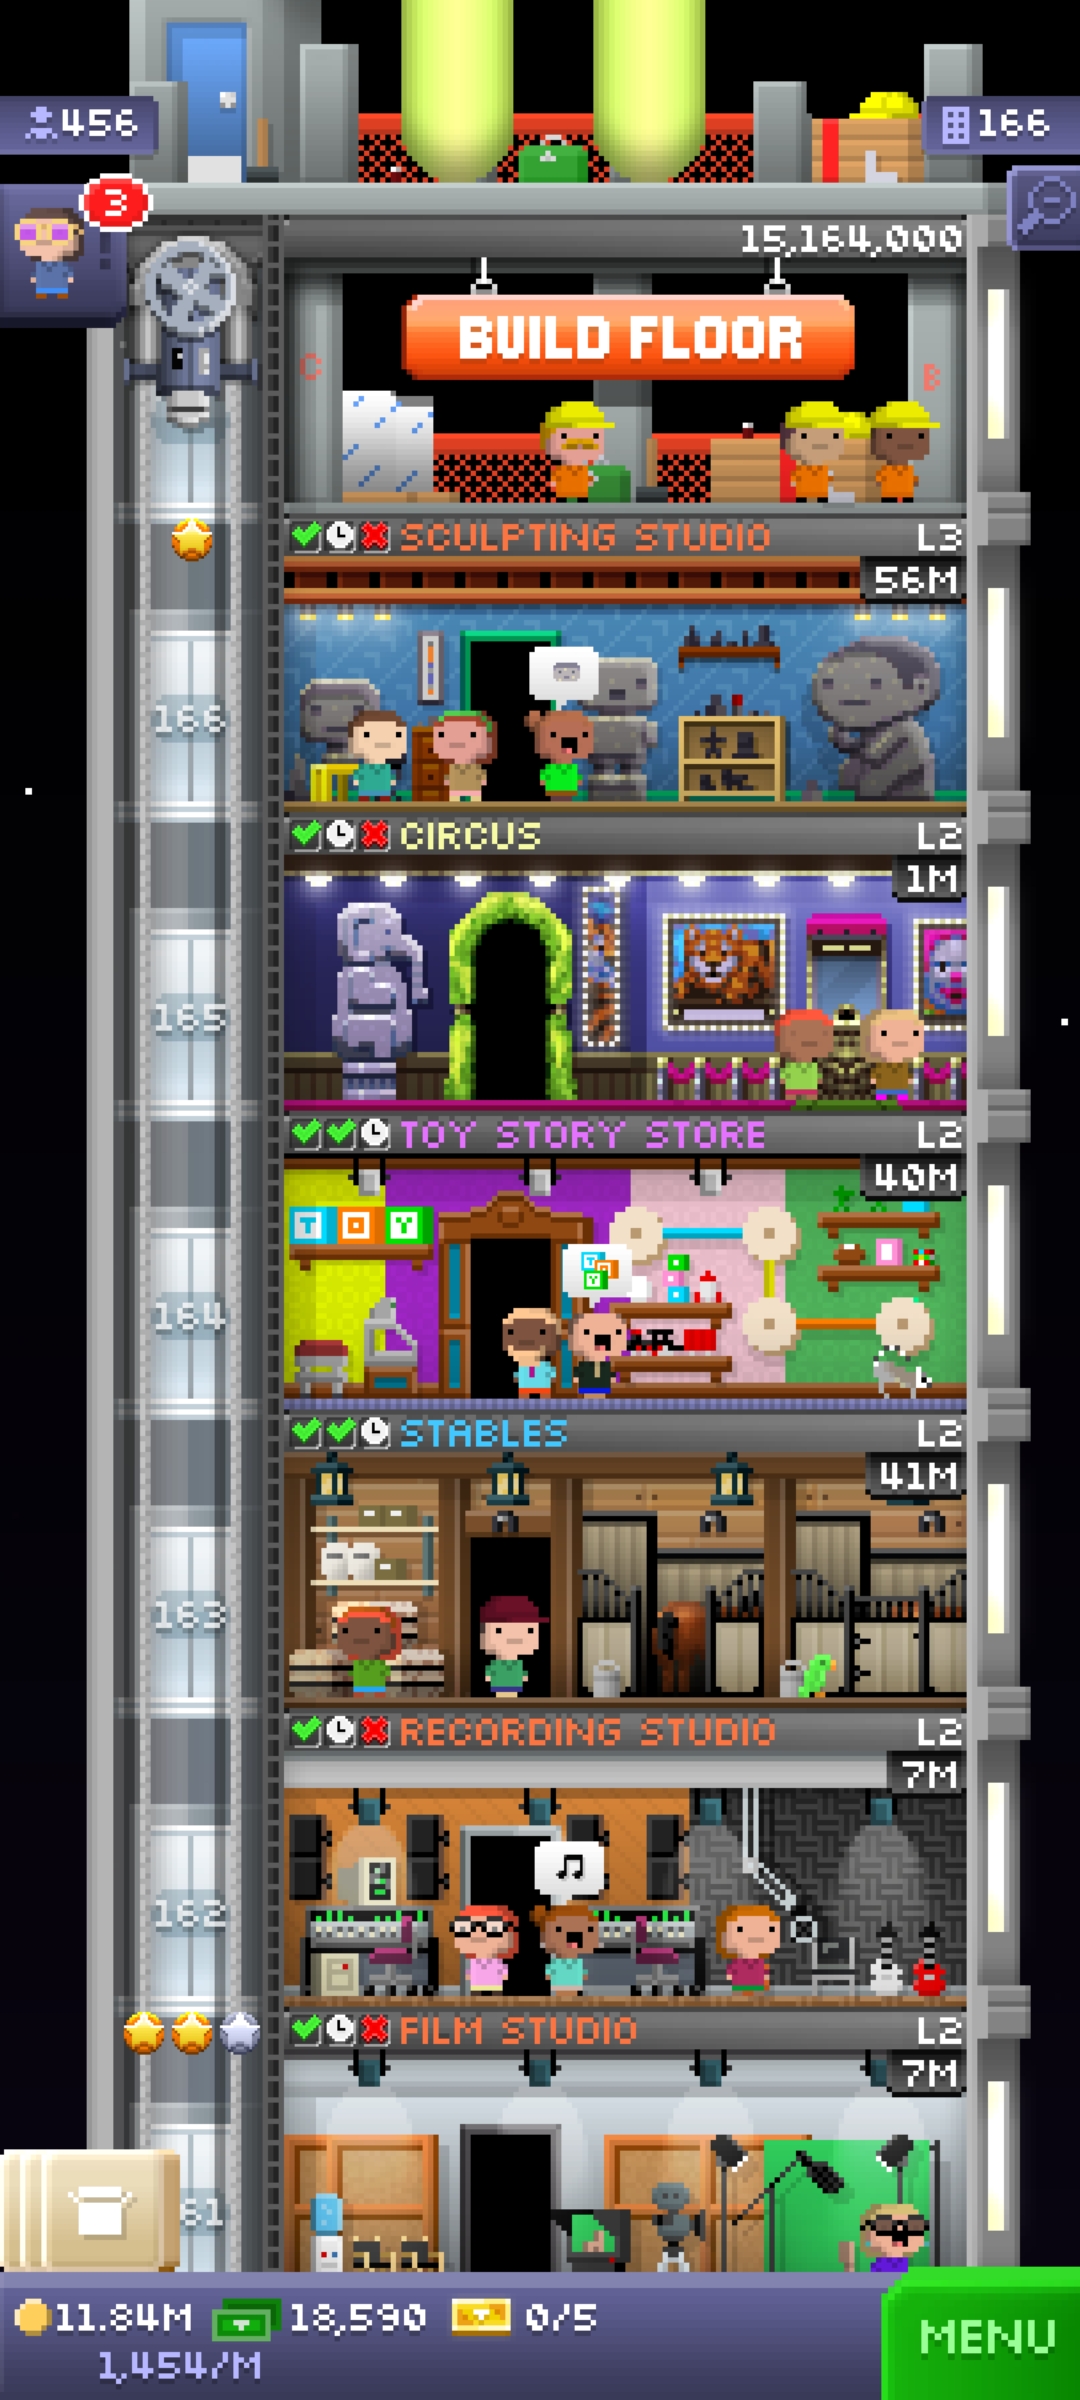 456
166
3
15,164,000
BUILD FLOOR
C
B
SCULPTING STUDIO L3
56M
166
CIRCUS L2
1M
165
TOY STORY STORE L2
40M
T O Y
164
STABLES L2
41M
163
RECORDING STUDIO L2
7M
162
FILM STUDIO L2
7M
61
11.84M 18,590 0/5
1,454/M
MENU